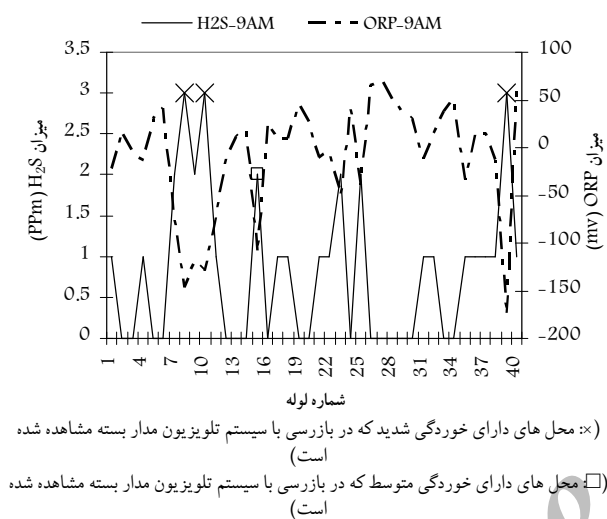 H2S-9AM ORP-9AM
3.5
3
2.5
2
1.5
1
0.5
0
میزان H2S (PPm)
100
50
0
-50
-100
-150
-200
میزان ORP (mv)
1 4 7 10 13 16 19 22 25 28 31 34 37 40
شماره لوله
(×: محل های دارای خوردگی شدید که در بازرسی با سیستم تلویزیون مدار بسته مشاهده شده
است)
(□: محل های دارای خوردگی متوسط که در بازرسی با سیستم تلویزیون مدار بسته مشاهده شده
است)